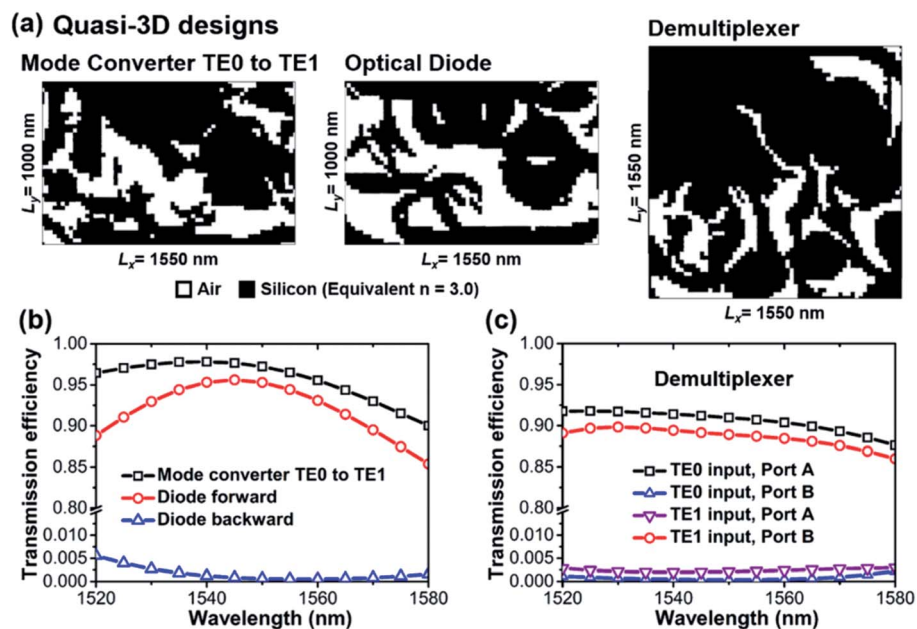 (a) Quasi-3D designs
Mode Converter TE0 to TE1
Optical Diode
Demultiplexer
Ly= 1000 nm
Lx= 1550 nm
Ly= 1000 nm
Lx= 1550 nm
Ly= 1550 nm
Lx= 1550 nm
Air
Silicon (Equivalent n = 3.0)
(b)
Transmission efficiency
1.00
0.95
0.90
0.85
0.80
0.010
0.005
0.000
Mode converter TE0 to TE1
Diode forward
Diode backward
1520
1540
1560
1580
Wavelength (nm)
(c)
Transmission efficiency
1.00
0.95
0.90
0.85
0.80
0.010
0.005
0.000
Demultiplexer
TE0 input, Port A
TE0 input, Port B
TE1 input, Port A
TE1 input, Port B
1520
1540
1560
1580
Wavelength (nm)